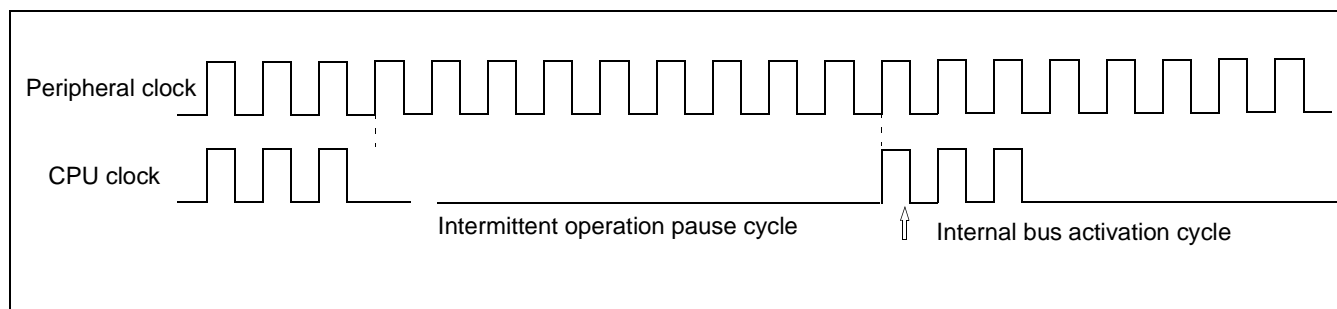 Peripheral clock
CPU clock
Intermittent operation pause cycle
Internal bus activation cycle